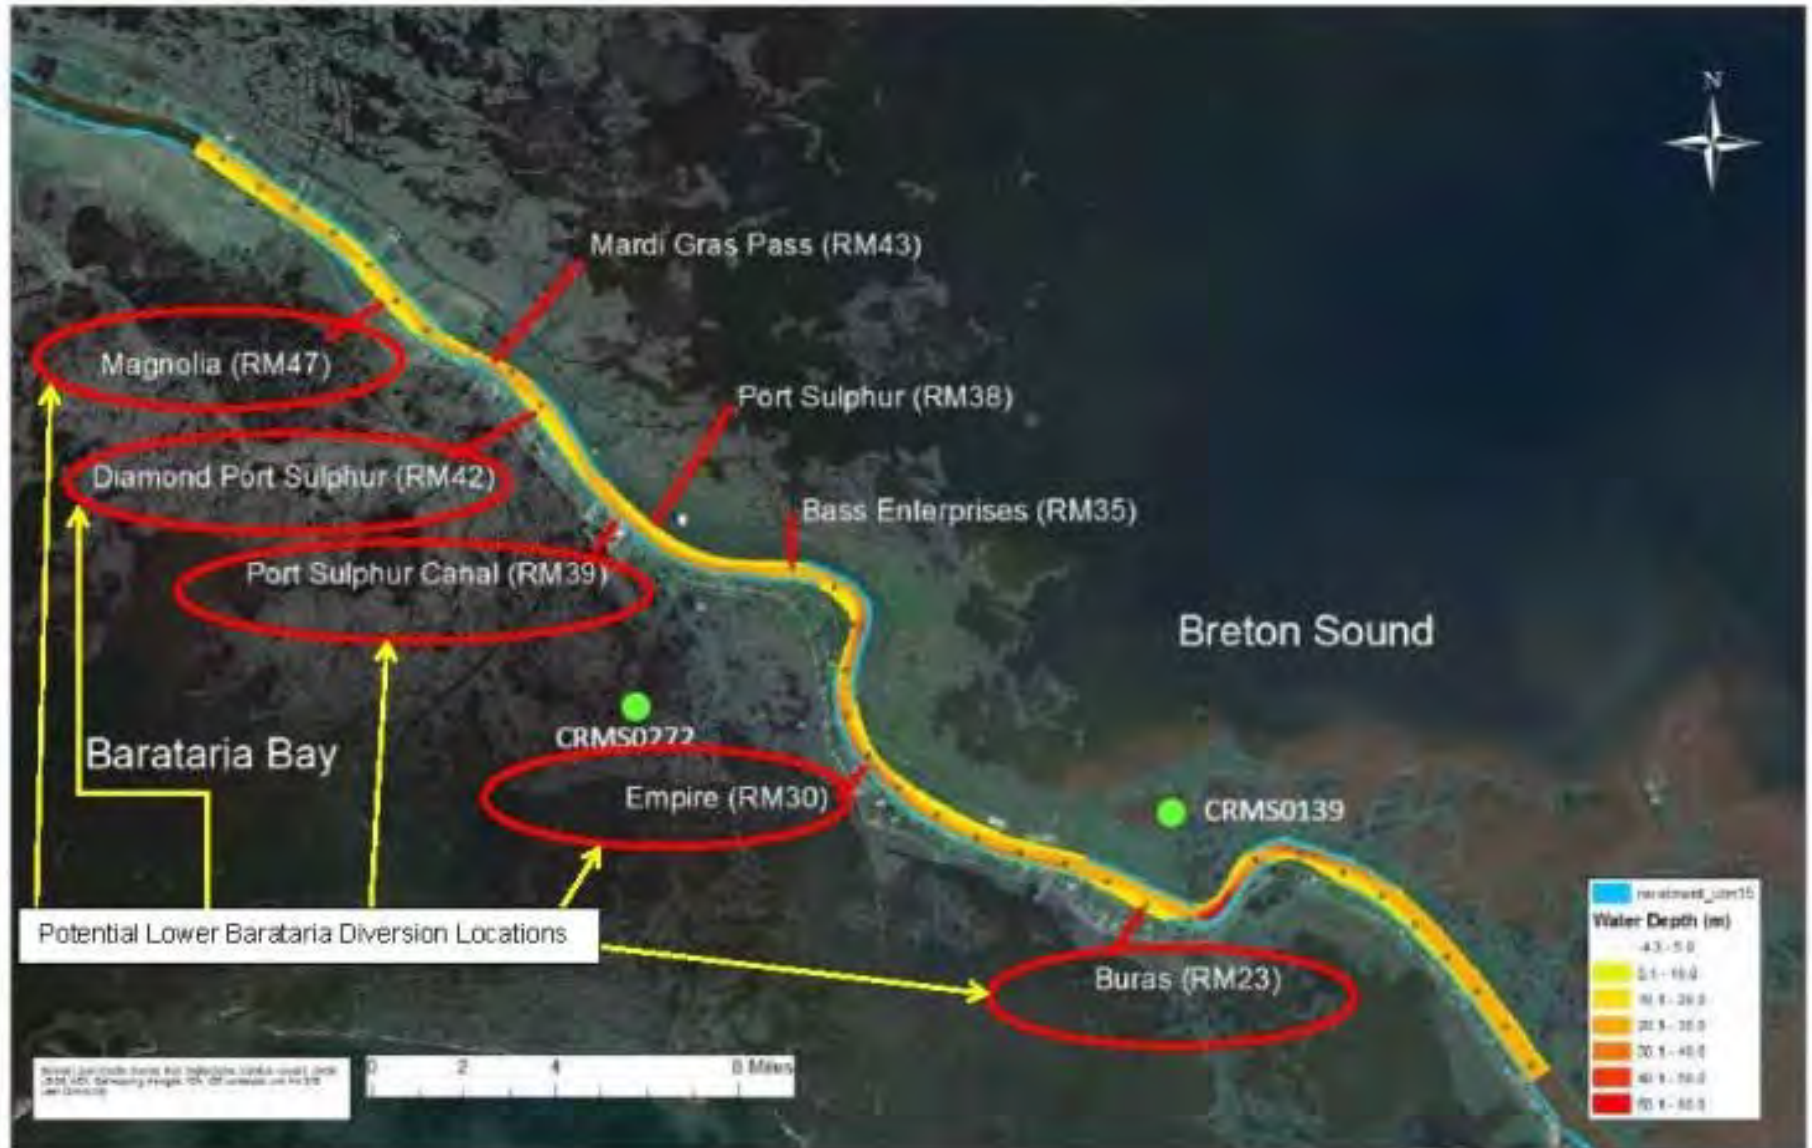 N
Mardi Gras Pass (RM43)
Magnolia (RM47)
Port Sulphur (RM38)
Diamond Port Sulphur (RM42)
Bass Enterprises (RM35)
Port Sulphur Canal (RM39)
Breton Sound
CRMS0272
Barataria Bay
Empire (RM30)
CRMS0139
Potential Lower Barataria Diversion Locations
Buras (RM23)
Water Depth (m)
0 2 4 8 Miles